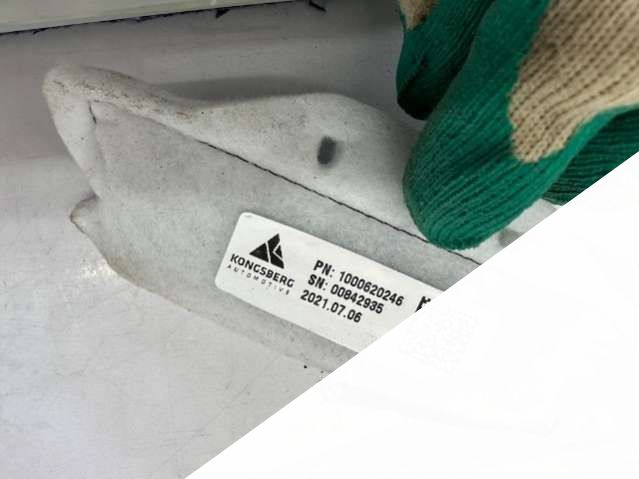 KONGSBERG
AUTOMOTIVE
PN: 1000620246
SN: 00842935
2021.07.06